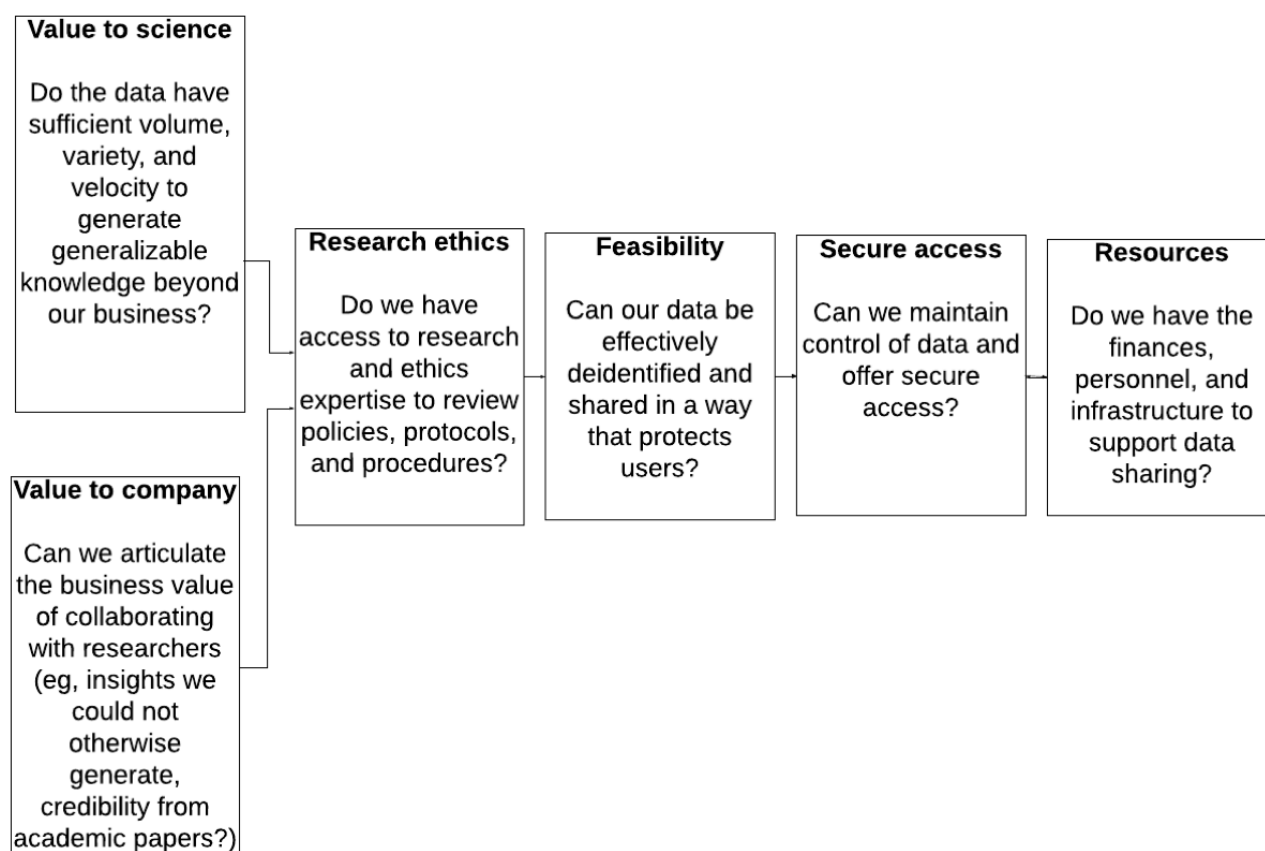 Value to science
Do the data have
sufficient volume,
variety, and
velocity to
generate
generalizable
knowledge beyond
our business?
Value to company
Can we articulate
the business value
of collaborating
with researchers
(eg, insights we
could not
otherwise
generate,
credibility from
academic papers?)
Research ethics
Do we have
access to research
and ethics
expertise to review
policies, protocols,
and procedures?
Feasibility
Can our data be
effectively
deidentified and
shared in a way
that protects
users?
Secure access
Can we maintain
control of data and
offer secure
access?
Resources
Do we have the
finances,
personnel, and
infrastructure to
support data
sharing?